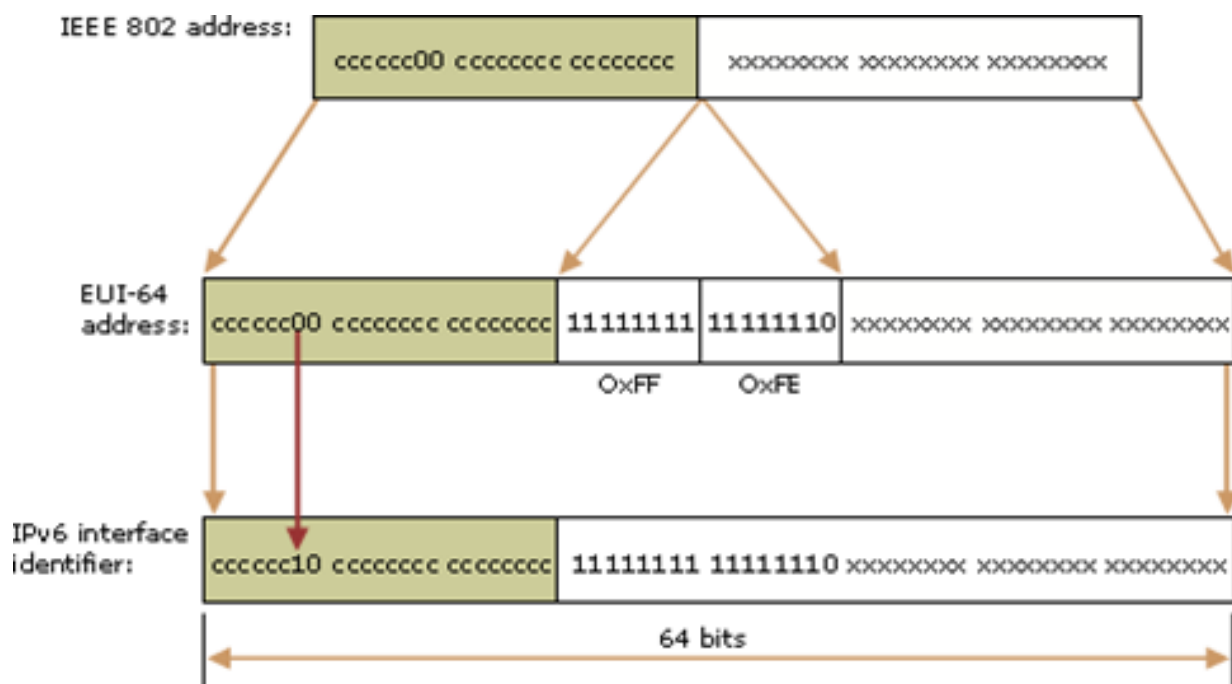 IEEE 802 address:
cccccc00 cccccccc cccccccc xxxxxxxx xxxxxxxx xxxxxxxx
EUI-64
address:
cccccc00 cccccccc cccccccc 11111111 11111110 xxxxxxxx xxxxxxxx xxxxxxxx
0xFF 0xFE
IPv6 interface
identifier:
cccccc10 cccccccc cccccccc 11111111 11111110 xxxxxxxx xxxxxxxx xxxxxxxx
64 bits